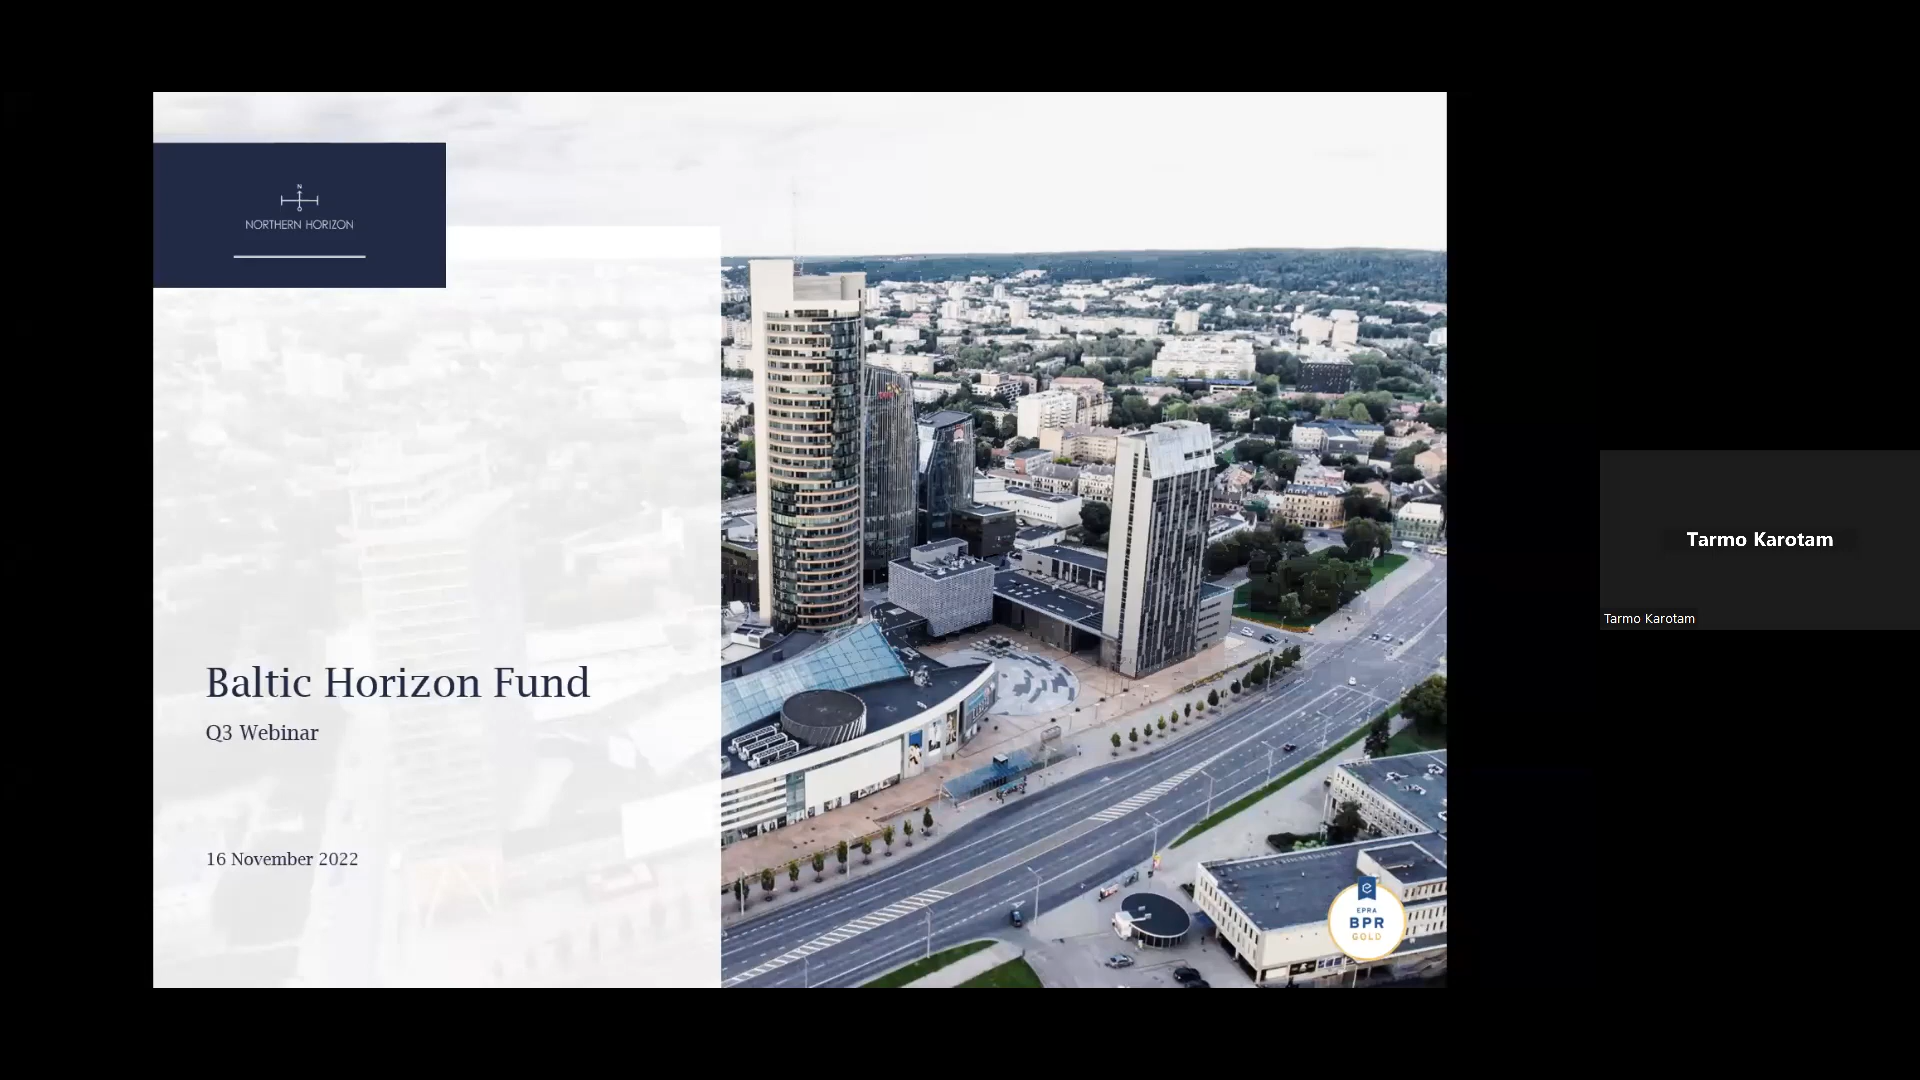 N
NORTHERN HORIZON
Baltic Horizon Fund
Q3 Webinar
16 November 2022
EPRA
BPR
GOLD
Tarmo Karotam
Tarmo Karotam